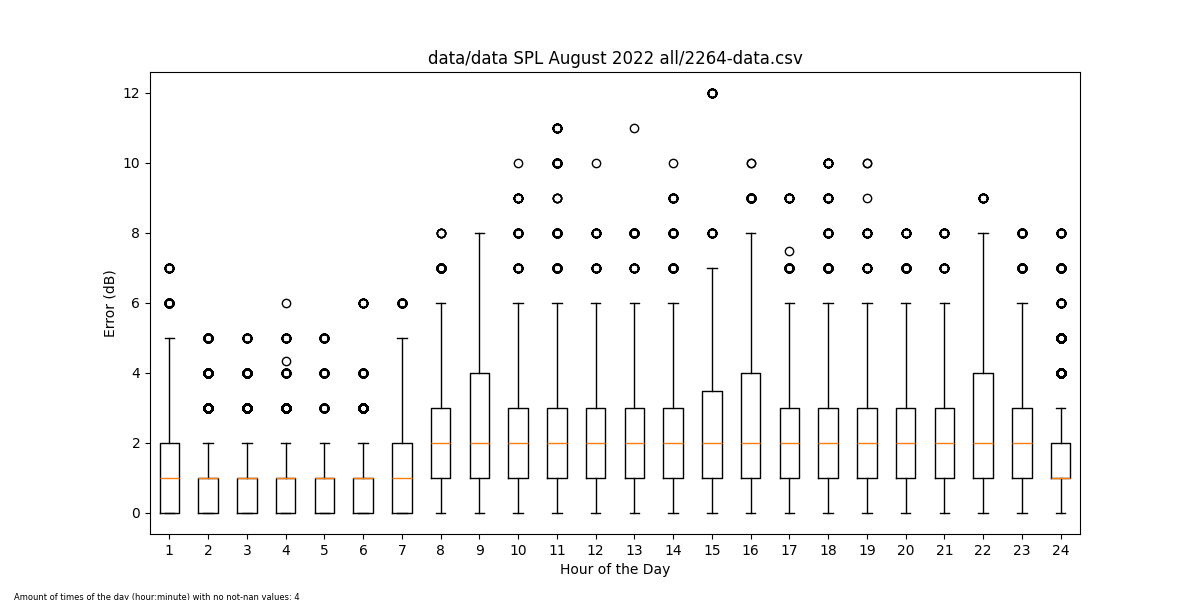 data/data SPL August 2022 all/2264-data.csv
12
10
8
6
4
2
0
Error (dB)
1 2 3 4 5 6 7 8 9 10 11 12 13 14 15 16 17 18 19 20 21 22 23 24
Hour of the Day
Amount of times of the day (hour:minute) with no not-nan values: 4